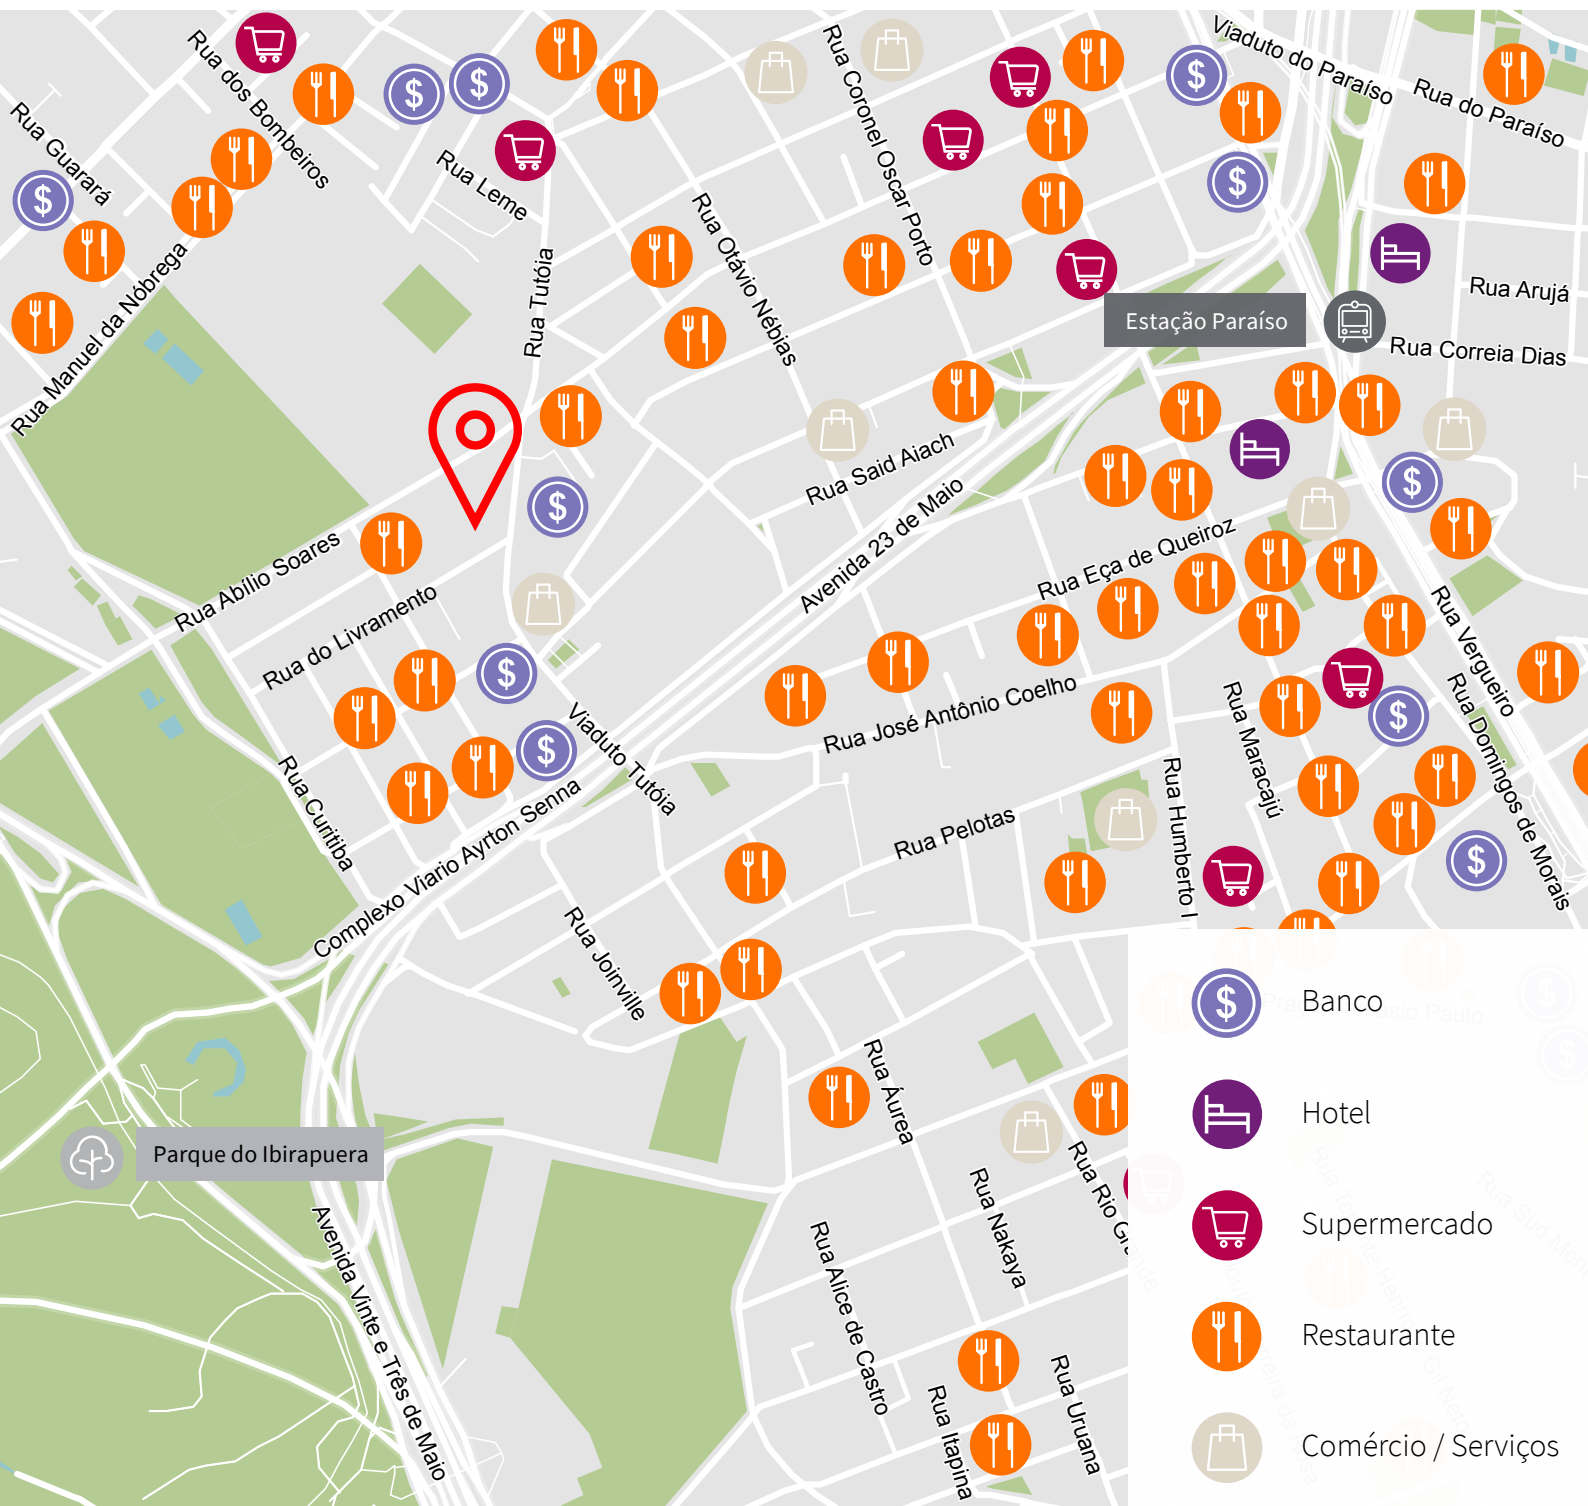 Viaduto do Paraíso
Rua do Paraíso
Rua dos Bombeiros
Rua Guarará
Rua Leme
Rua Coronel Oscar Porto
Rua Otávio Nébias
Rua Tutóia
Rua Manuel da Nóbrega
Rua Arujá
Estação Paraíso
Rua Correia Dias
Rua Said Aiach
Avenida 23 de Maio
Rua Eça de Queiroz
Rua Abílio Soares
Rua do Livramento
Rua Vergueiro
Rua Domingos de Morais
Rua José Antônio Coelho
Rua Maracajú
Viaduto Tutóia
Rua Humberto I
Rua Curitiba
Complexo Viario Ayrton Senna
Rua Pelotas
Rua Joinville
Rua Áurea
Parque do Ibirapuera
Rua Nakaya
Rua Rio Grande
Avenida Vinte e Três de Maio
Rua Alice de Castro
Rua Itapina
Rua Uruana
Banco
Hotel
Supermercado
Restaurante
Comércio / Serviços